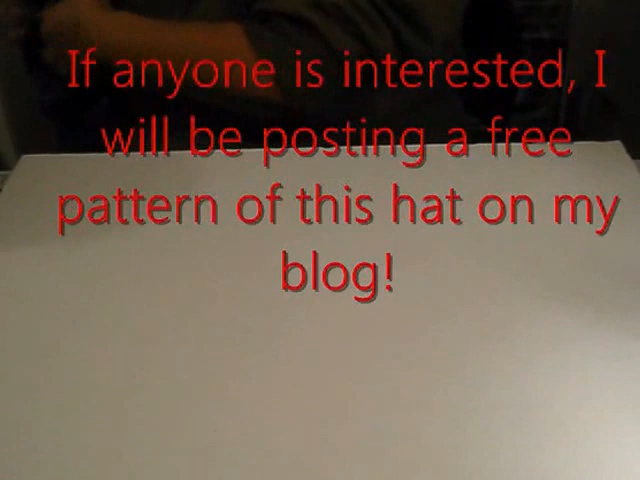 If anyone is interested, I
will be posting a free
pattern of this hat on my
blog!